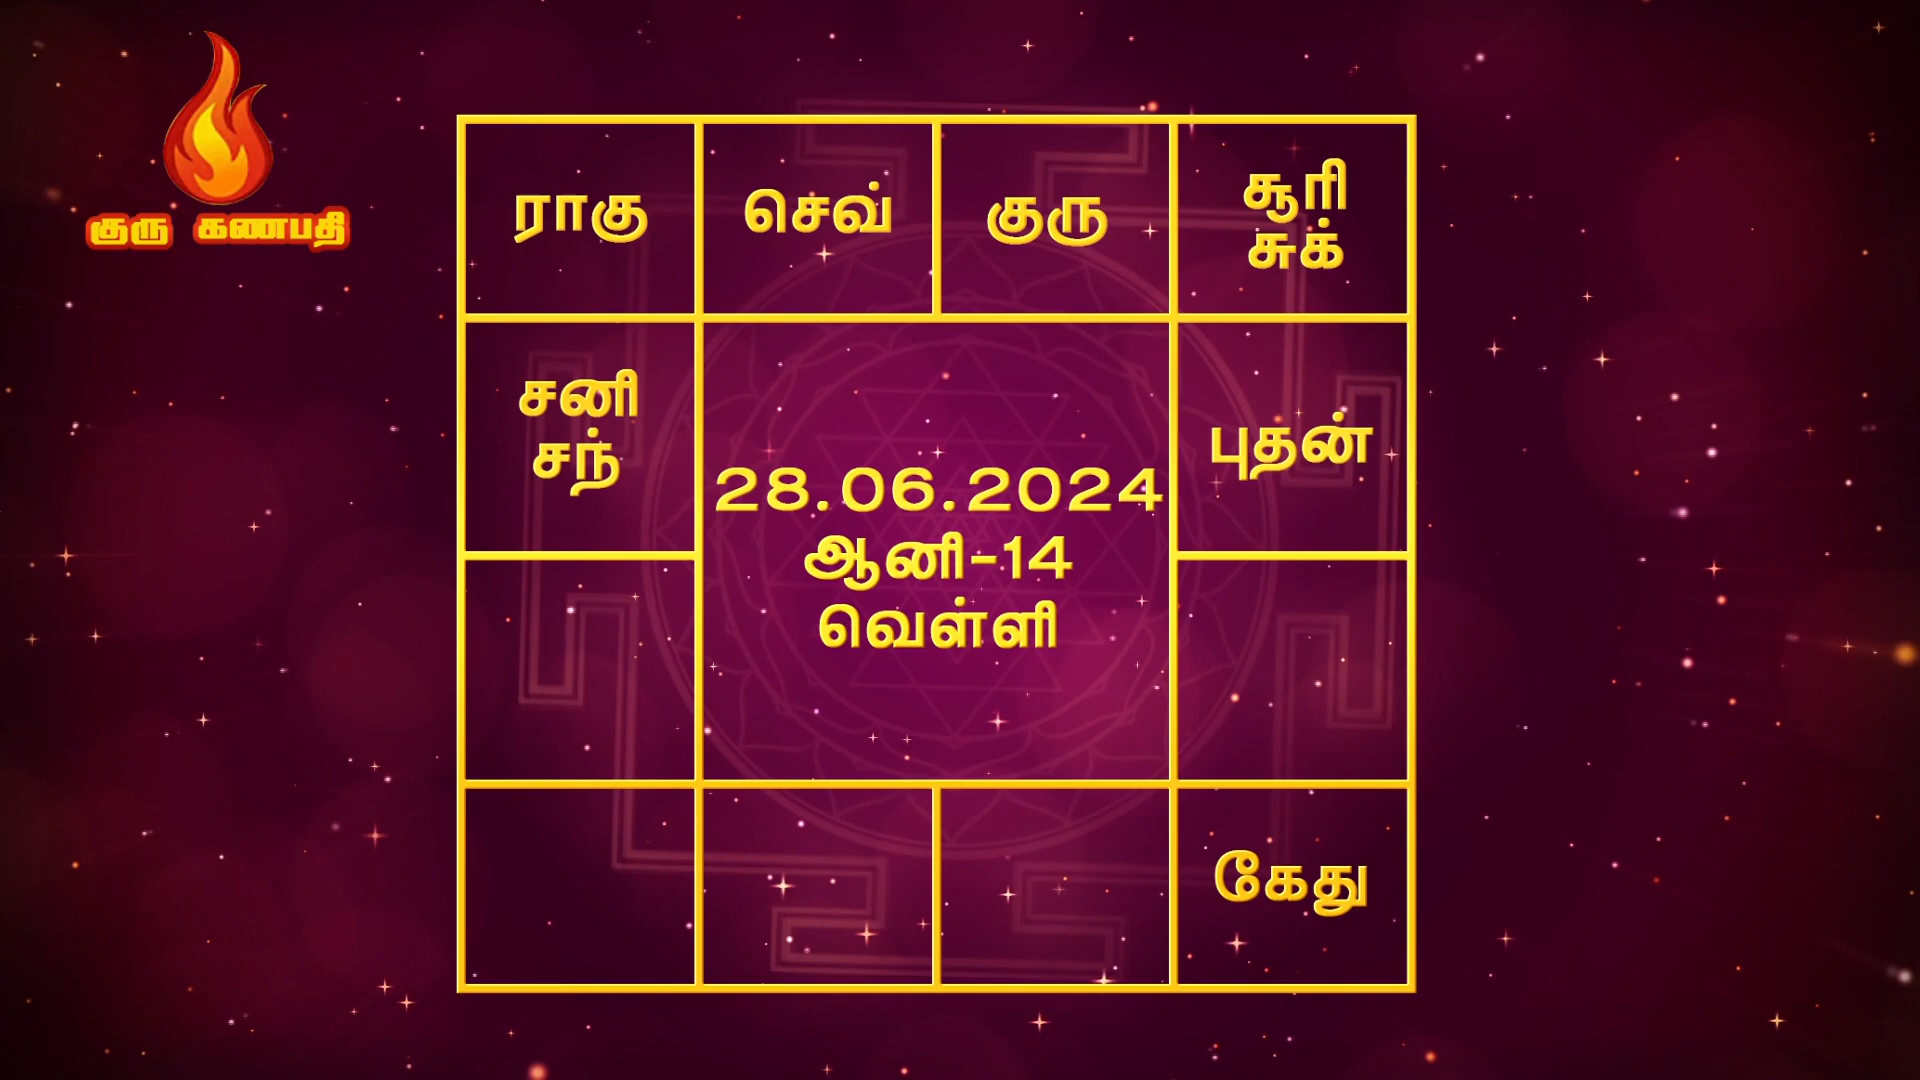 குரு கணபதி
ராகு
செவ்
குரு
சூரி
சுக்
சனி
சந்
புதன்
28.06.2024
ஆனி-14
வெள்ளி
கேது